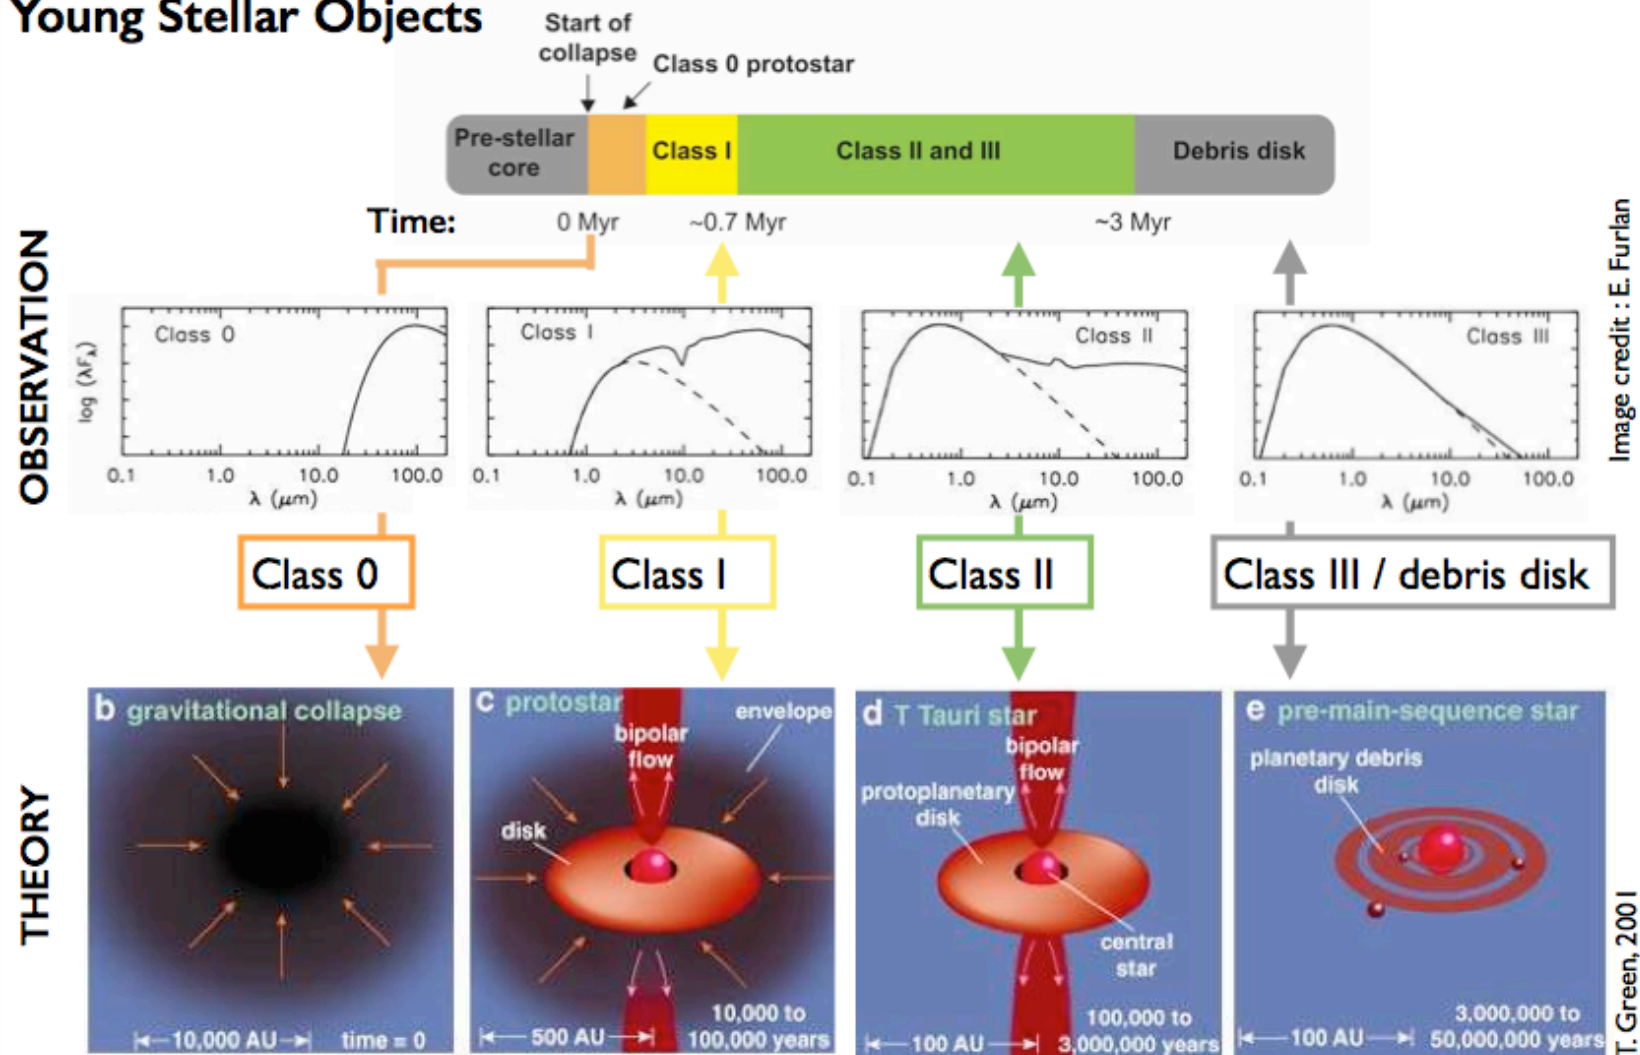 Young Stellar Objects
Start of
collapse
Class 0 protostar
Pre-stellar
core
Class I
Class II and III
Debris disk
Time:
0 Myr
~0.7 Myr
~3 Myr
OBSERVATION
Image credit : E. Furlan
log (λFλ)
Class 0
0.1 1.0 10.0 100.0
λ (μm)
Class I
0.1 1.0 10.0 100.0
λ (μm)
Class II
0.1 1.0 10.0 100.0
λ (μm)
Class III
0.1 1.0 10.0 100.0
λ (μm)
Class 0
Class I
Class II
Class III / debris disk
THEORY
b gravitational collapse
10,000 AU
time = 0
c protostar
bipolar
flow
envelope
disk
500 AU
10,000 to
100,000 years
d T Tauri star
bipolar
flow
protoplanetary
disk
central
star
100 AU
100,000 to
3,000,000 years
e pre-main-sequence star
planetary debris
disk
100 AU
3,000,000 to
50,000,000 years
T. Green, 2001